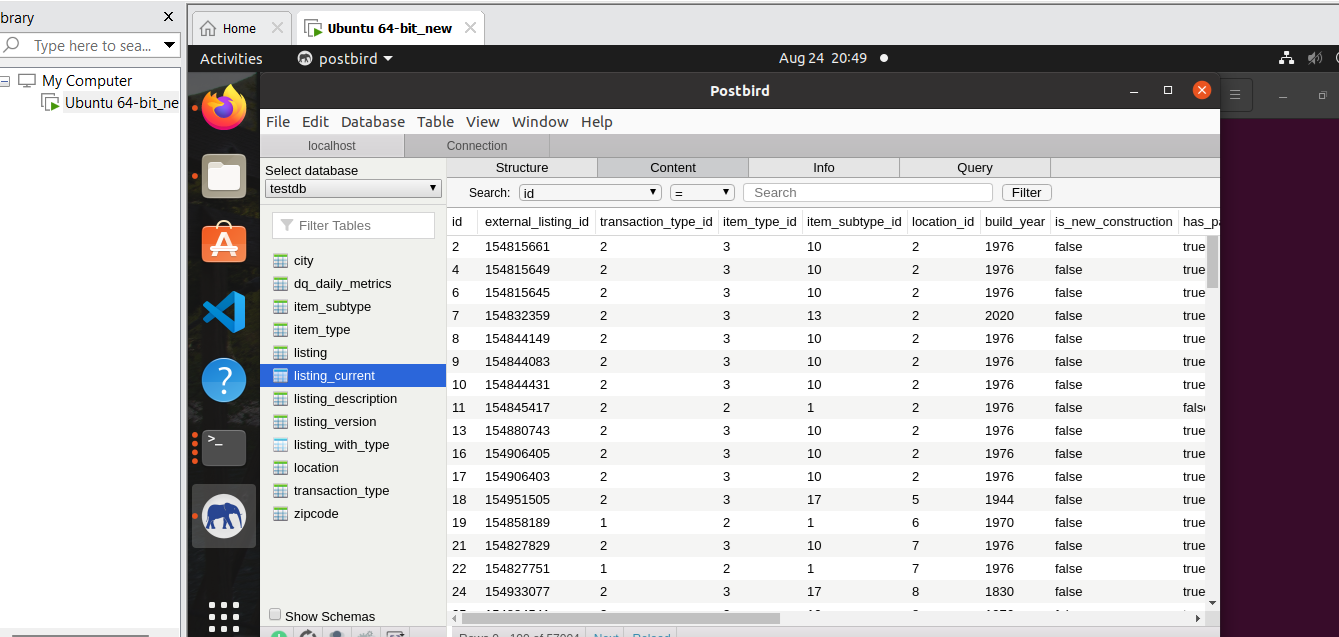 brary
Type here to sea...
My Computer
Ubuntu 64-bit_ne
Home
Ubuntu 64-bit_new
Activities
postbird
Aug 24 20:49
Postbird
File Edit Database Table View Window Help
localhost
Connection
Select database
testdb
Structure
Content
Info
Query
Search:
id
=
Search
Filter
Filter Tables
city
dq_daily_metrics
item_subtype
item_type
listing
listing_current
listing_description
listing_version
listing_with_type
location
transaction_type
zipcode
Show Schemas
id external_listing_id transaction_type_id item_type_id item_subtype_id location_id build_year is_new_construction has_pa
2 154815661 2 3 10 2 1976 false true
4 154815649 2 3 10 2 1976 false true
6 154815645 2 3 10 2 1976 false true
7 154832359 2 3 13 2 2020 false true
8 154844149 2 3 10 2 1976 false true
9 154844083 2 3 10 2 1976 false true
10 154844431 2 3 10 2 1976 false true
11 154845417 2 2 1 2 1976 false fals
13 154880743 2 3 10 2 1976 false true
16 154906405 2 3 10 2 1976 false true
17 154906403 2 3 10 2 1976 false true
18 154951505 2 3 17 5 1944 false true
19 154858189 1 2 1 6 1970 false true
21 154827829 2 3 10 7 1976 false true
22 154827751 1 2 1 7 1976 false true
24 154933077 2 3 17 8 1830 false true